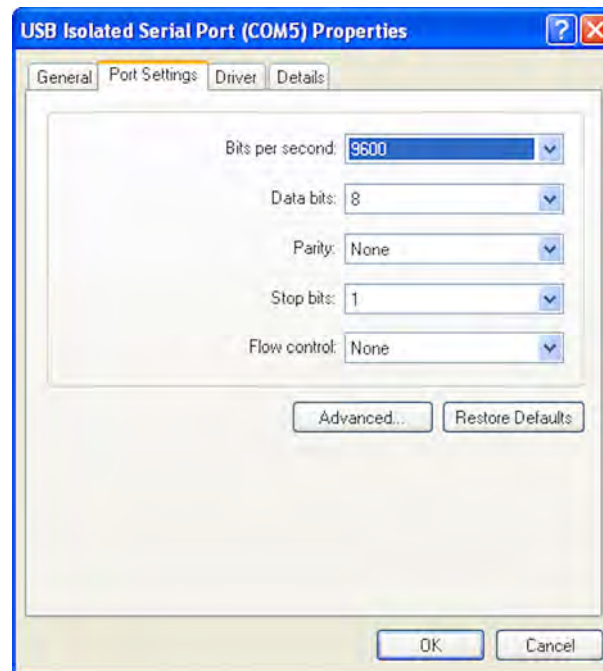 USB Isolated Serial Port (COM5) Properties
General Port Settings Driver Details
Bits per second: 9600
Data bits: 8
Parity: None
Stop bits: 1
Flow control: None
Advanced... Restore Defaults
OK Cancel